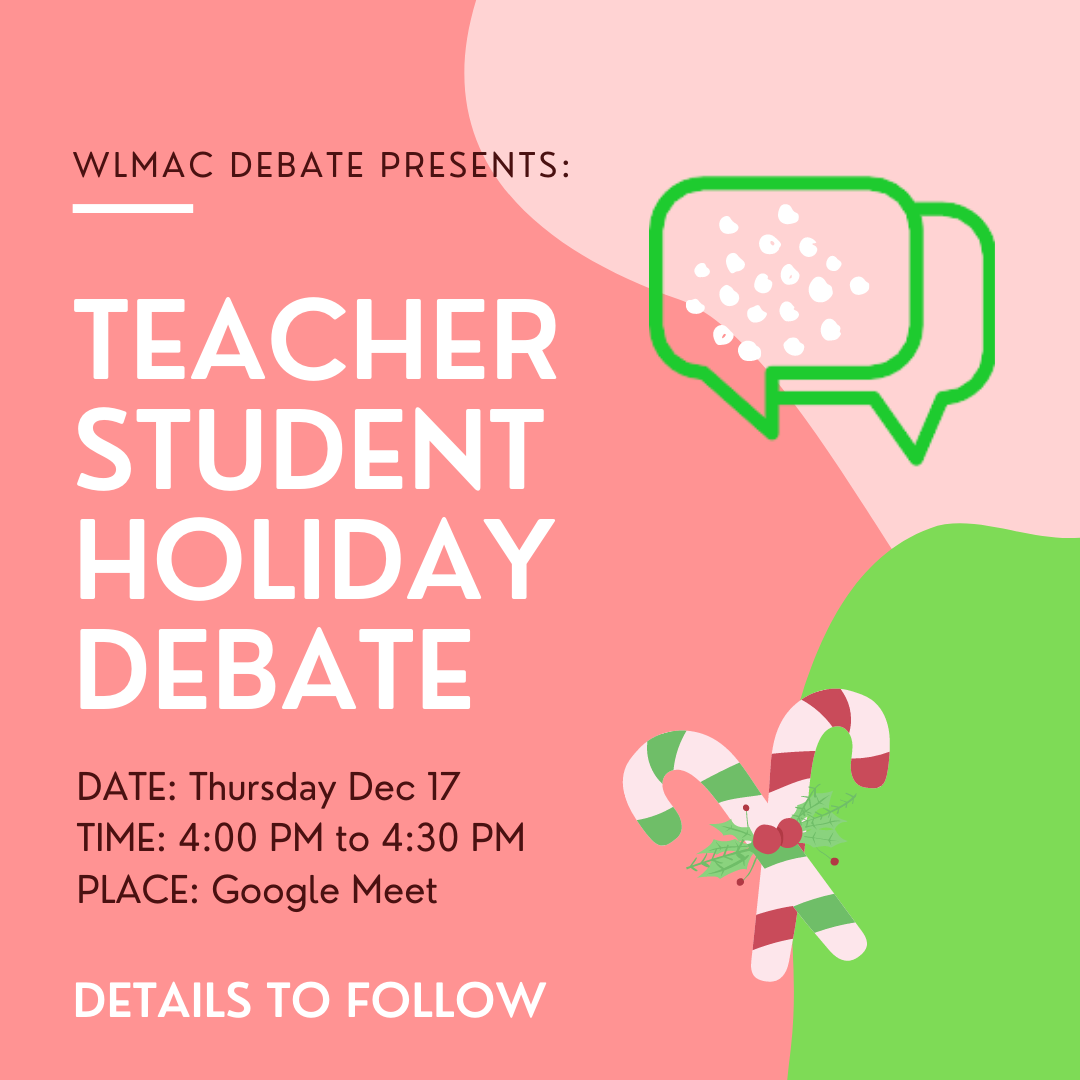 WLMAC DEBATE PRESENTS:
TEACHER
STUDENT
HOLIDAY
DEBATE
DATE: Thursday Dec 17
TIME: 4:00 PM to 4:30 PM
PLACE: Google Meet
DETAILS TO FOLLOW